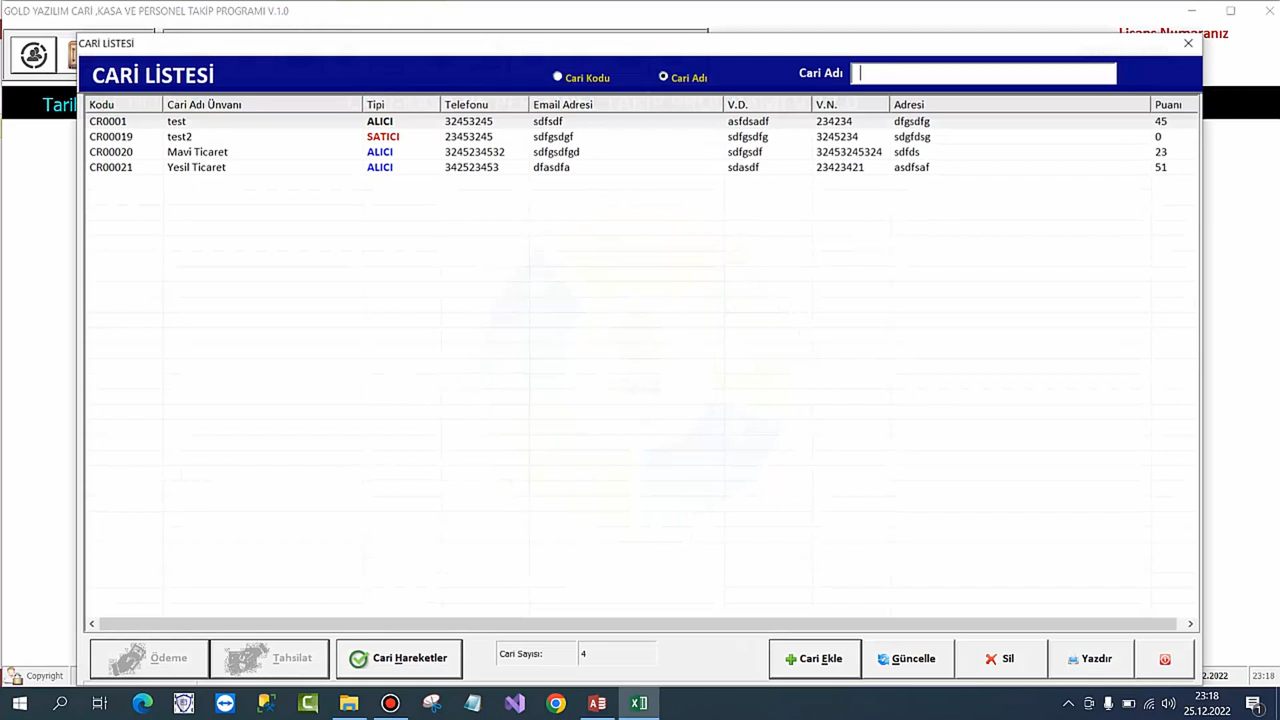 GOLD YAZILIM CARİ ,KASA VE PERSONEL TAKİP PROGRAMI V.1.0
Lisans Numaranız
CARİ LİSTESİ
CARİ LİSTESİ
Cari Kodu
Cari Adı
Cari Adı
Tari
Kodu Cari Adı Ünvanı Tipi Telefonu Email Adresi V.D. V.N. Adresi Puanı
CR0001 test ALICI 32453245 sdfsdf asfdsadf 234234 dfgsdfg 45
CR00019 test2 SATICI 23453245 sdfgsdgf sdfgsdfg 3245234 sdgfdsg 0
CR00020 Mavi Ticaret ALICI 3245234532 sdfgsdfgd sdfgsdf 32453245324 sdfds 23
CR00021 Yesil Ticaret ALICI 342523453 dfasdfa sdasdf 23423421 asdfsaf 51
Ödeme
Tahsilat
Cari Hareketler
Cari Sayısı: 4
Cari Ekle
Güncelle
Sil
Yazdır
Copyright
2.2022
23:18
23:18
25.12.2022